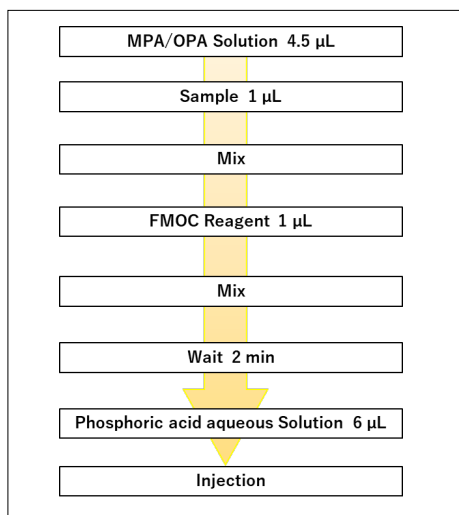 MPA/OPA Solution 4.5 μL
Sample 1 μL
Mix
FMOC Reagent 1 μL
Mix
Wait 2 min
Phosphoric acid aqueous Solution 6 μL
Injection